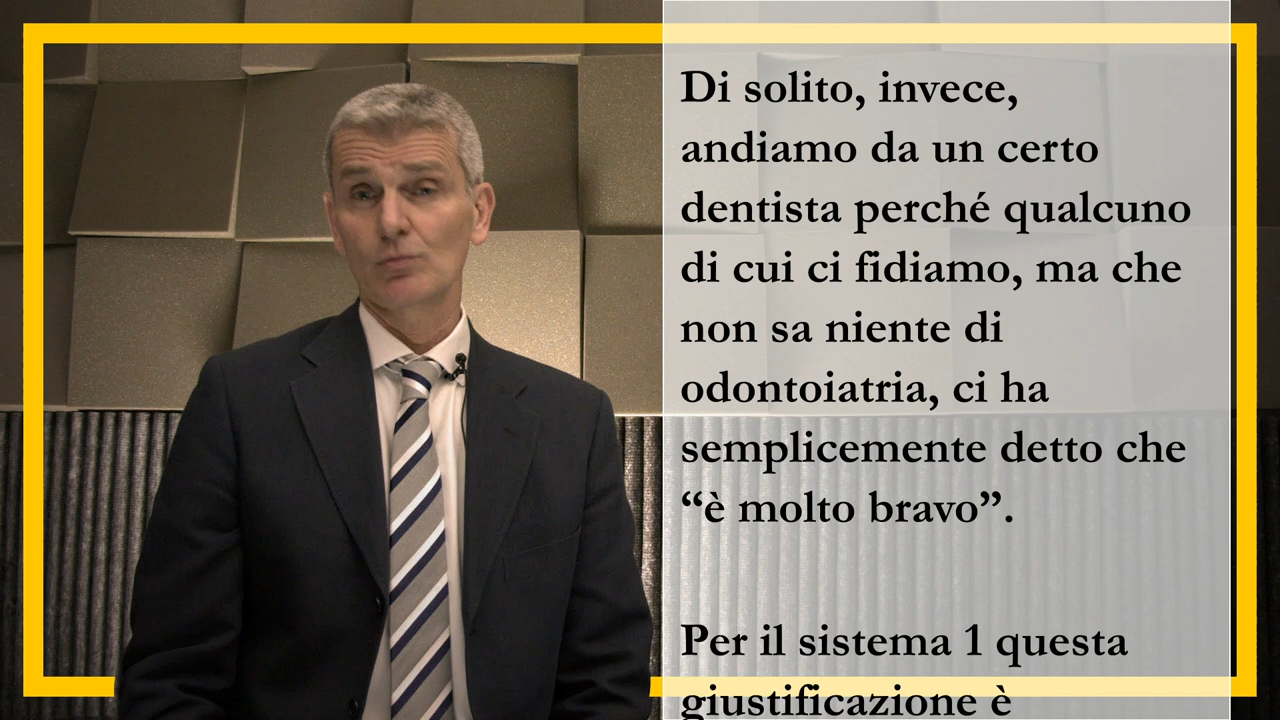 Di solito, invece,
andiamo da un certo
dentista perché qualcuno
di cui ci fidiamo, ma che
non sa niente di
odontoiatria, ci ha
semplicemente detto che
“è molto bravo”.
Per il sistema 1 questa
giustificazione è